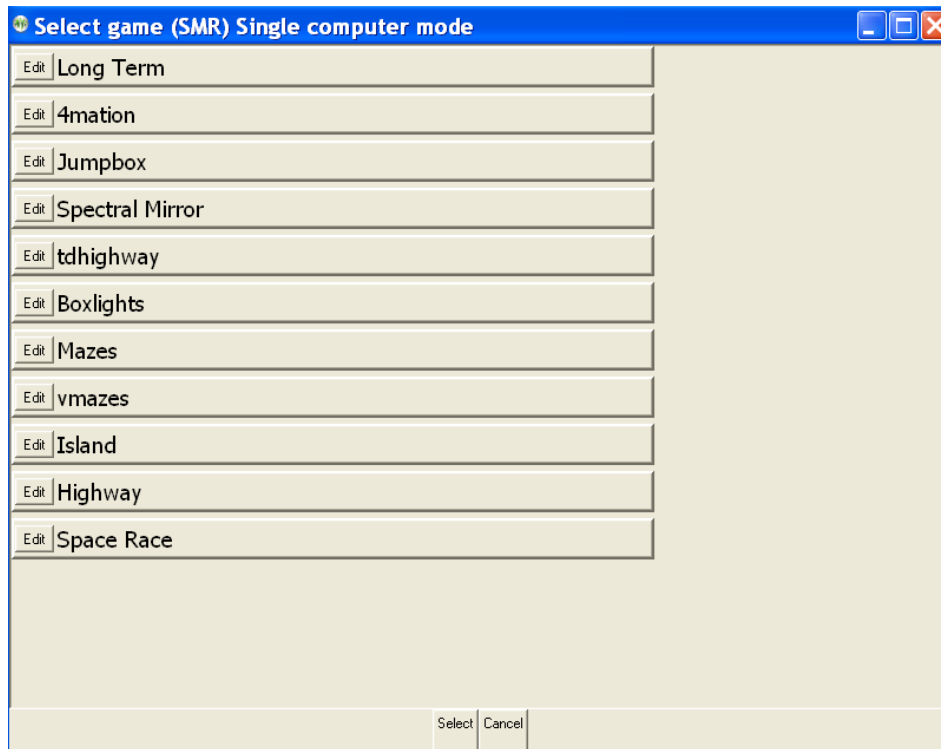 Select game (SMR) Single computer mode
Edit Long Term
Edit 4mation
Edit Jumpbox
Edit Spectral Mirror
Edit tdhighway
Edit Boxlights
Edit Mazes
Edit vmazes
Edit Island
Edit Highway
Edit Space Race
Select Cancel